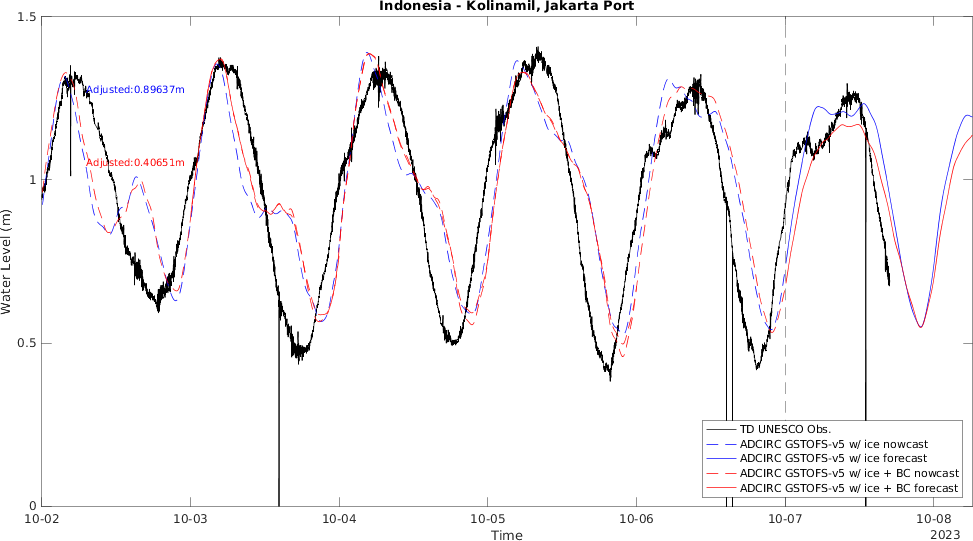 Indonesia - Kolinamil, Jakarta Port
1.5
Adjusted:0.89637m
Adjusted:0.40651m
1
Water Level (m)
0.5
TD UNESCO Obs.
ADCIRC GSTOFS-v5 w/ ice nowcast
ADCIRC GSTOFS-v5 w/ ice forecast
ADCIRC GSTOFS-v5 w/ ice + BC nowcast
ADCIRC GSTOFS-v5 w/ ice + BC forecast
0
10-02 10-03 10-04 10-05 10-06 10-07 10-08
Time
2023